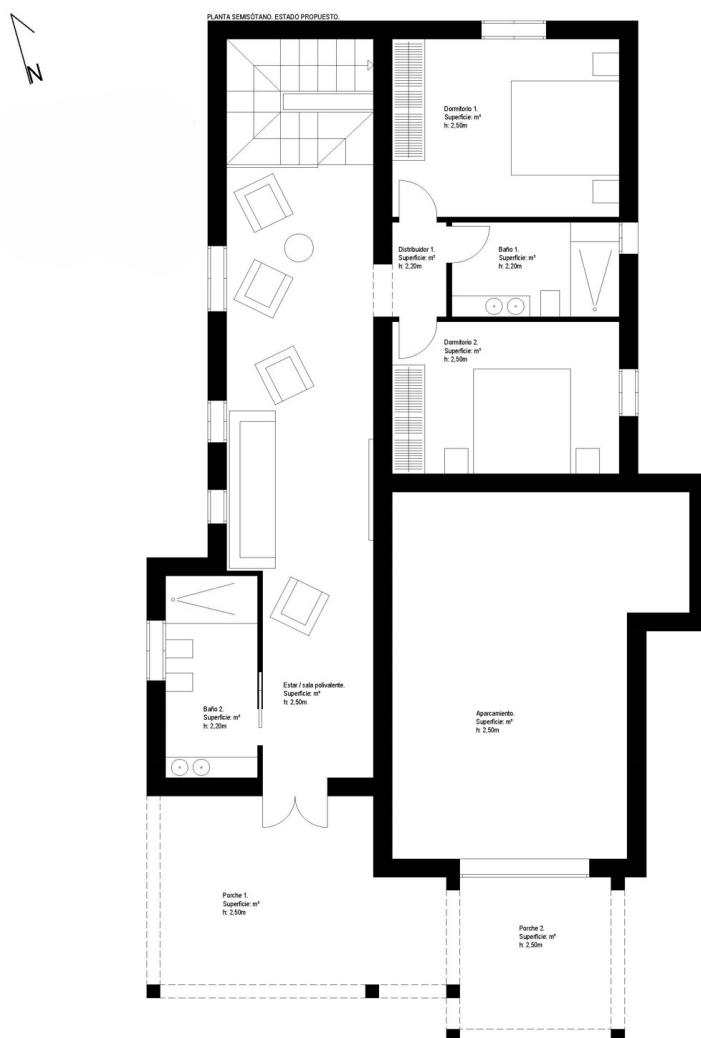 PLANTA SEMISÓTANO. ESTADO PROPUESTO.
N
Dormitorio 1.
Superficie: m²
h: 2,50m
Distribuidor 1.
Superficie: m²
h: 2,20m
Baño 1.
Superficie: m²
h: 2,20m
Dormitorio 2.
Superficie: m²
h: 2,50m
Estar / sala polivalente.
Superficie: m²
h: 2,50m
Baño 2.
Superficie: m²
h: 2,20m
Aparcamiento.
Superficie: m²
h: 2,50m
Porche 1.
Superficie: m²
h: 2,50m
Porche 2.
Superficie: m²
h: 2,50m